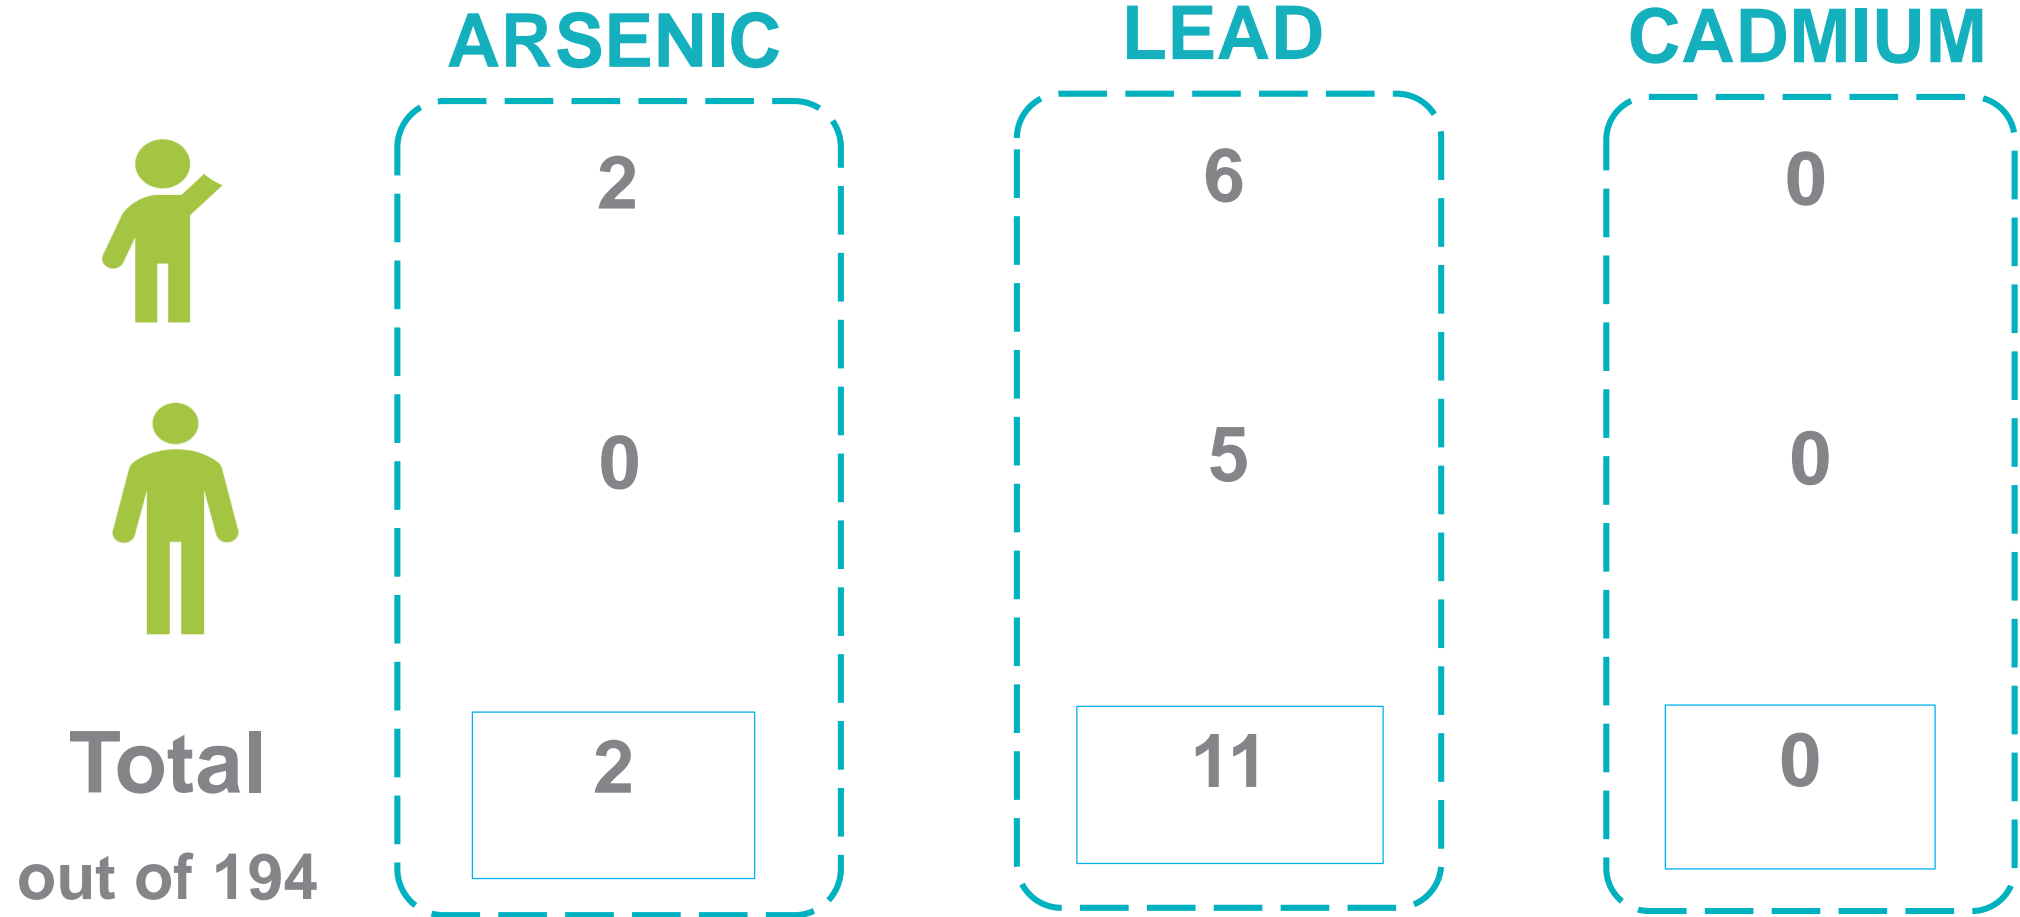 ARSENIC LEAD CADMIUM
2 6 0
0 5 0
Total 2 11 0
out of 194